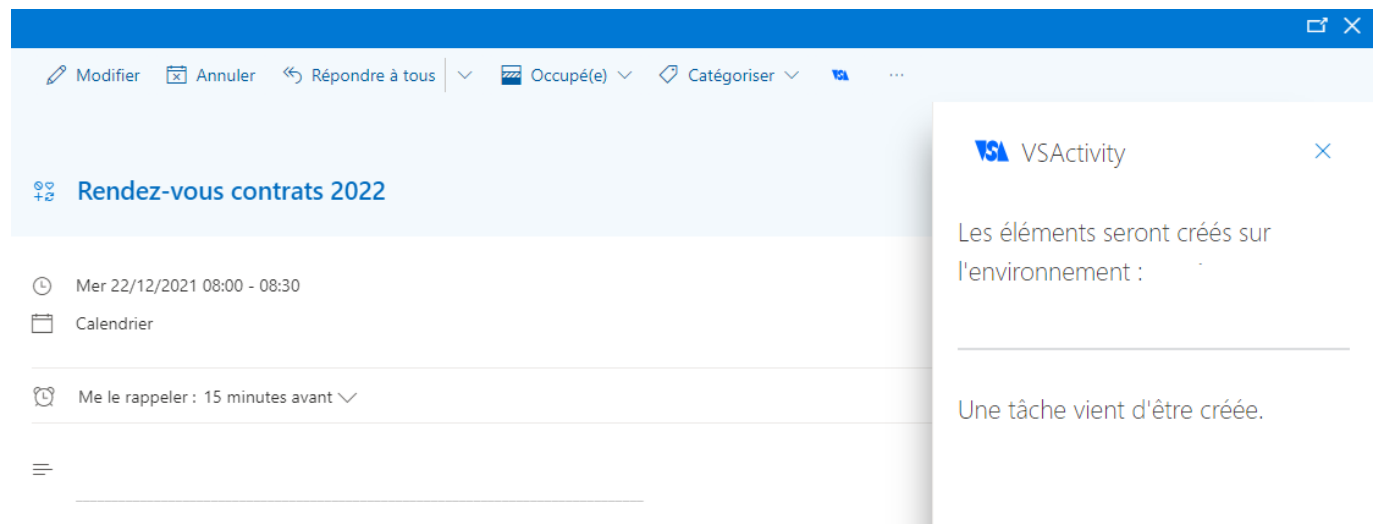 Modifier Annuler Répondre à tous Occupé(e) Catégoriser VSA ...
VSA VSActivity
Rendez-vous contrats 2022
Les éléments seront créés sur
l'environnement :
Mer 22/12/2021 08:00 - 08:30
Calendrier
Me le rappeler : 15 minutes avant
Une tâche vient d'être créée.